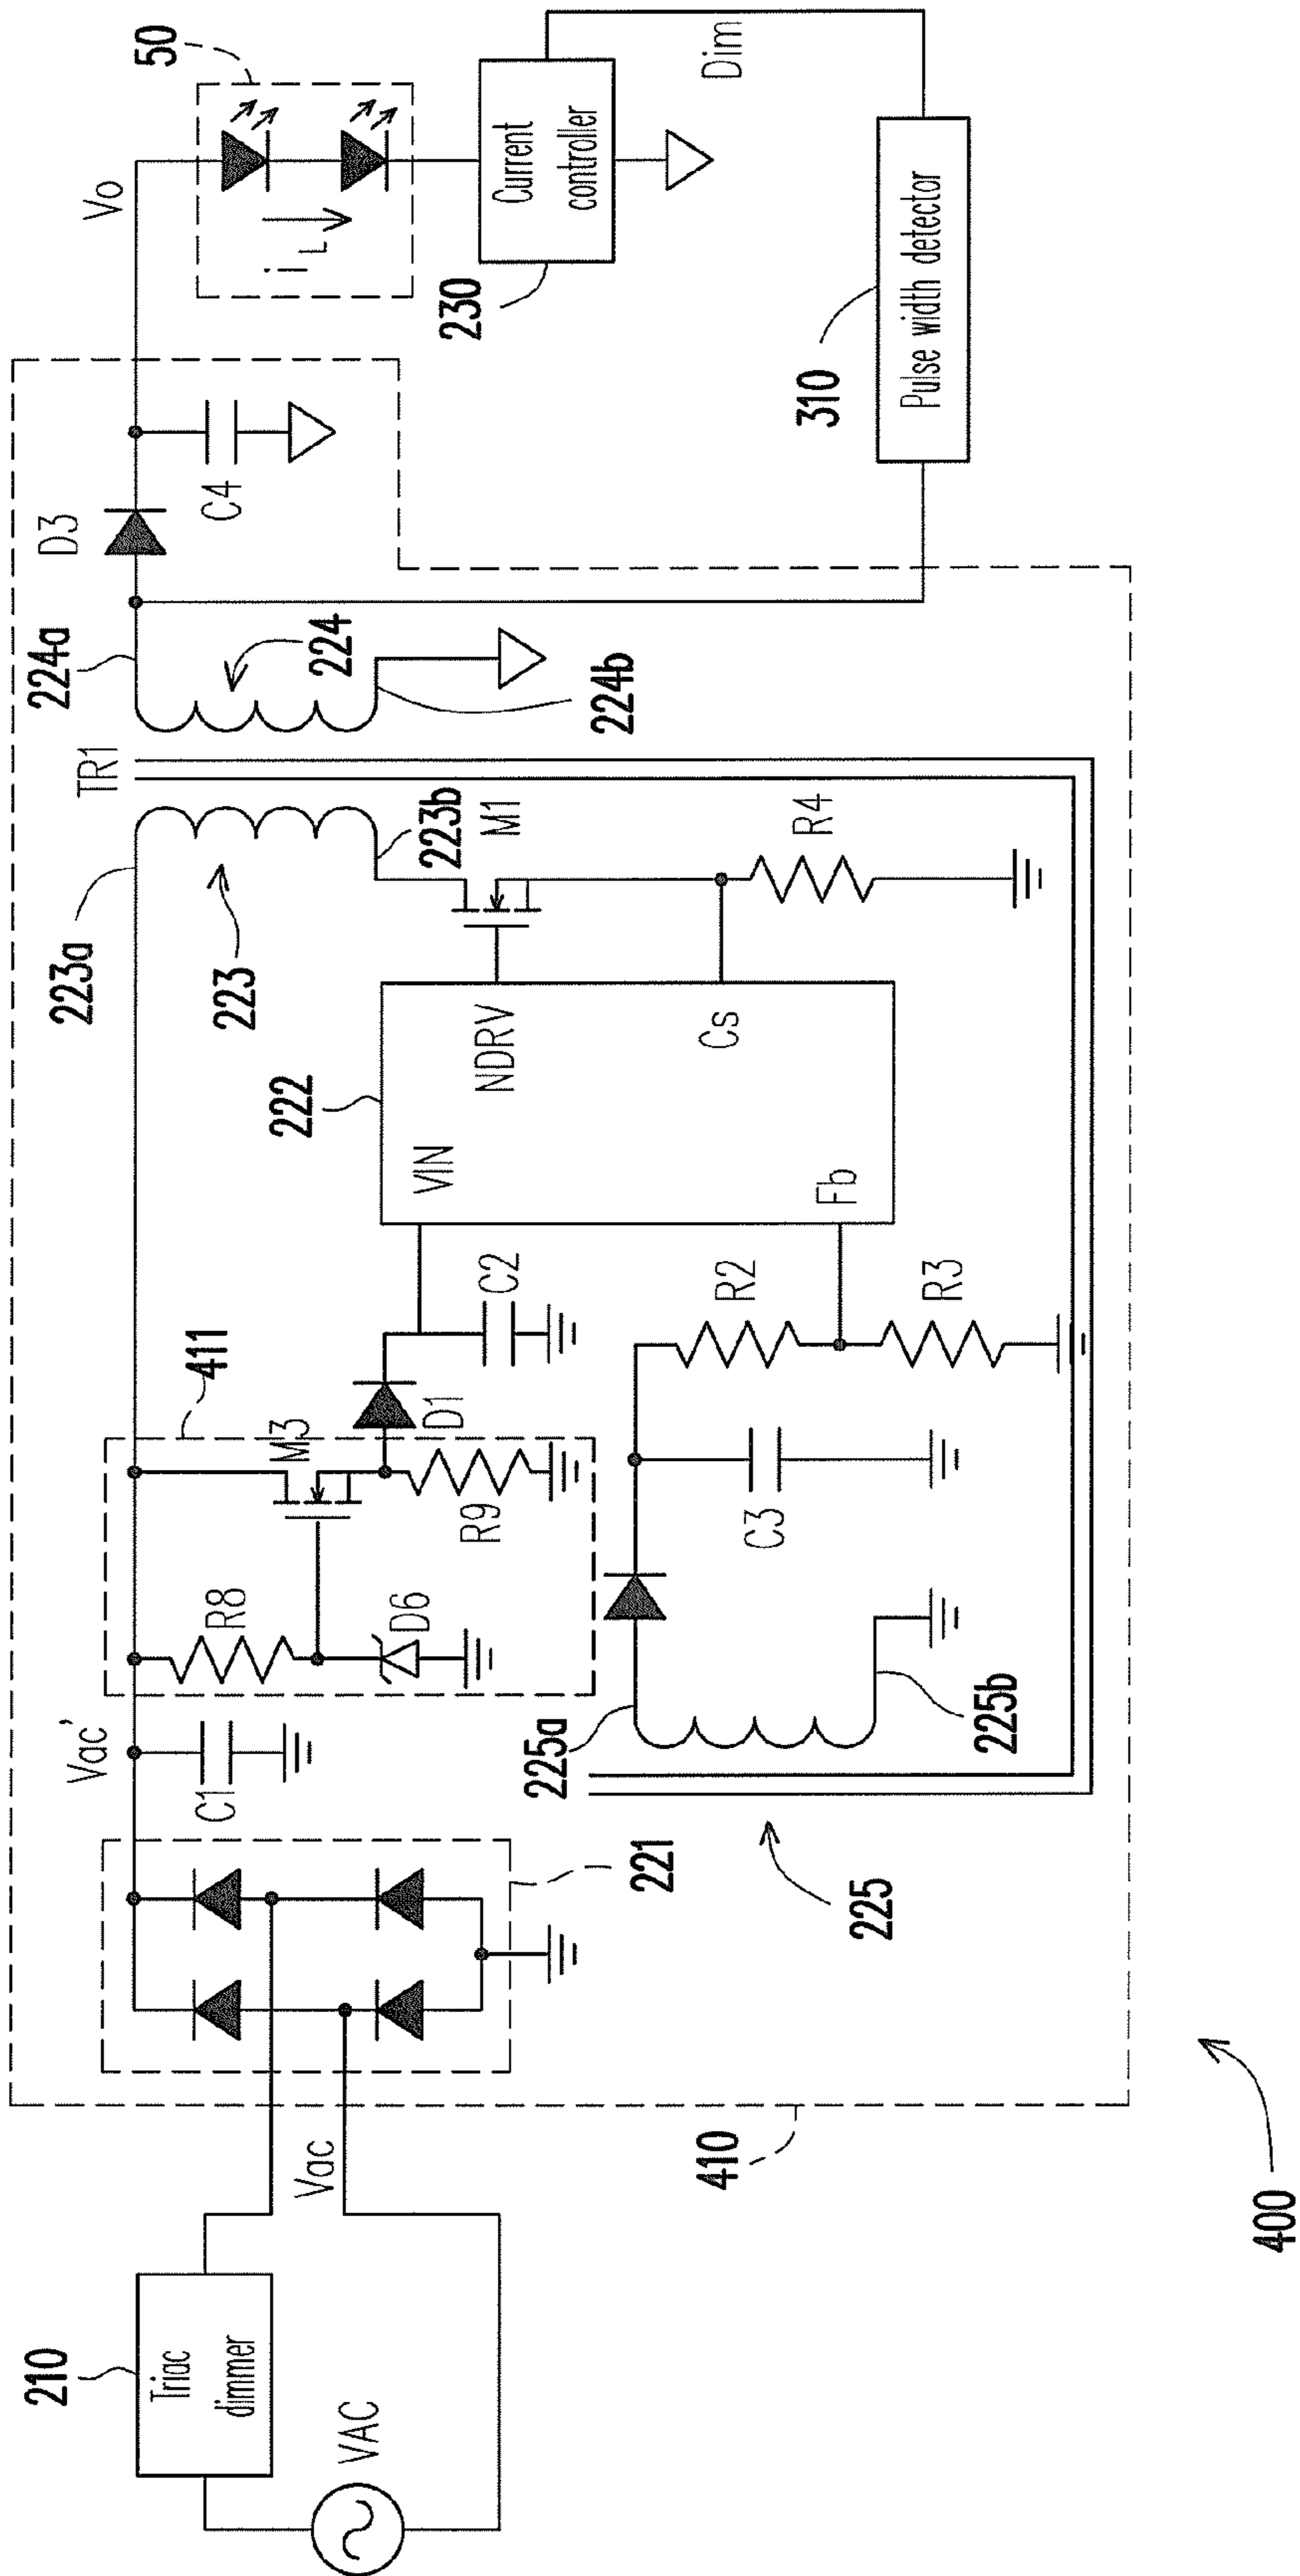 210
Triac
dimmer
VAC
Vac
410
400
221
Vac'
C1
R8
D6
M3
R9
411
D1
C2
225
225a
225b
C3
R2
R3
222
VIN
NDRV
Cs
Fb
223a
223
223b
M1
R4
TR1
224a
224
224b
D3
C4
Vo
50
iL
230
Current
controller
Dim
310
Pulse width detector